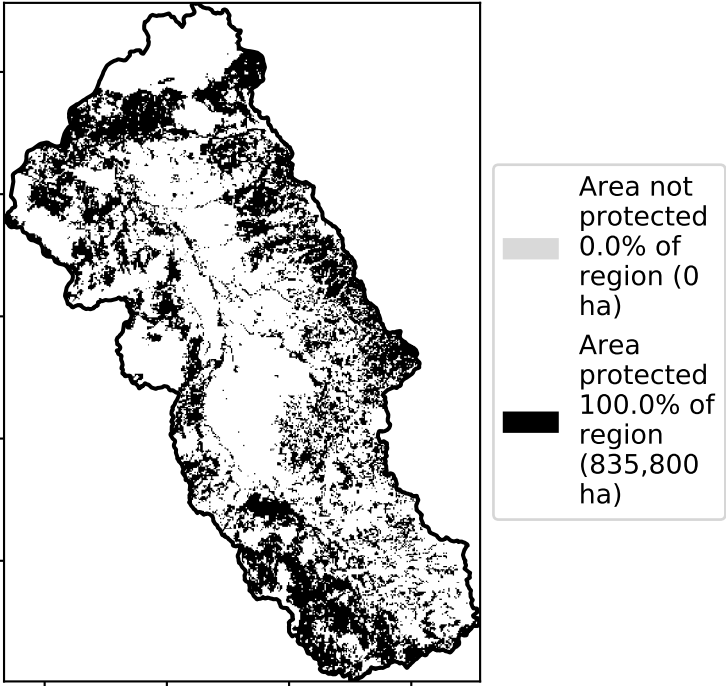 Area not
protected
0.0% of
region (0
ha)
Area
protected
100.0% of
region
(835,800
ha)